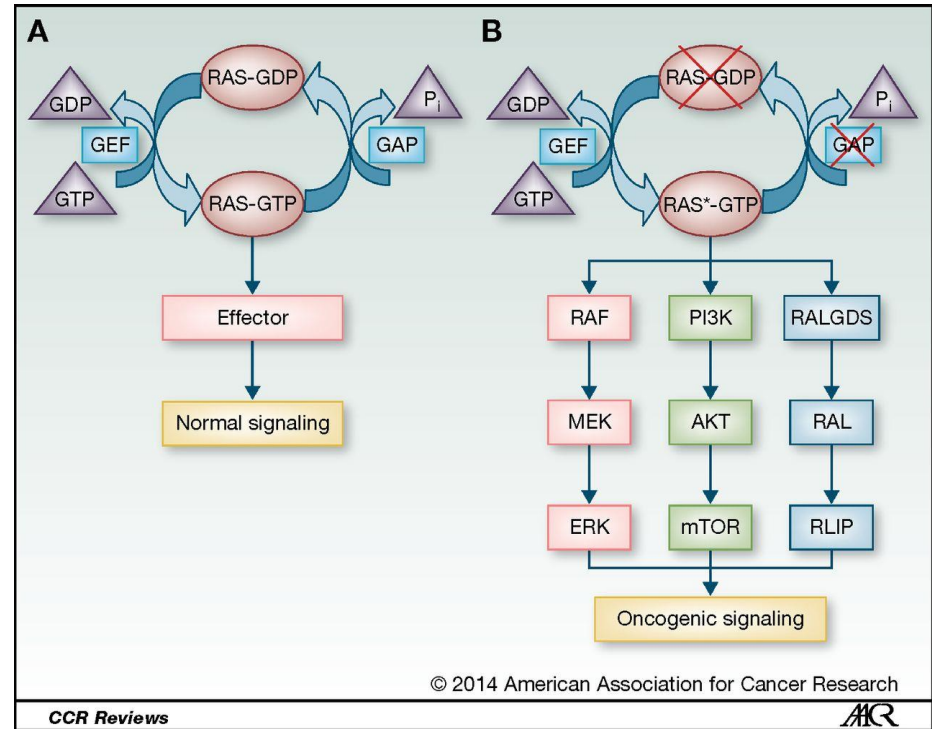 A
RAS-GDP
GDP
Pi
GEF
GAP
GTP
RAS-GTP
Effector
Normal signaling
B
RAS-GDP
GDP
Pi
GEF
GAP
GTP
RAS*-GTP
RAF
PI3K
RALGDS
MEK
AKT
RAL
ERK
mTOR
RLIP
Oncogenic signaling
© 2014 American Association for Cancer Research
CCR Reviews
AACR